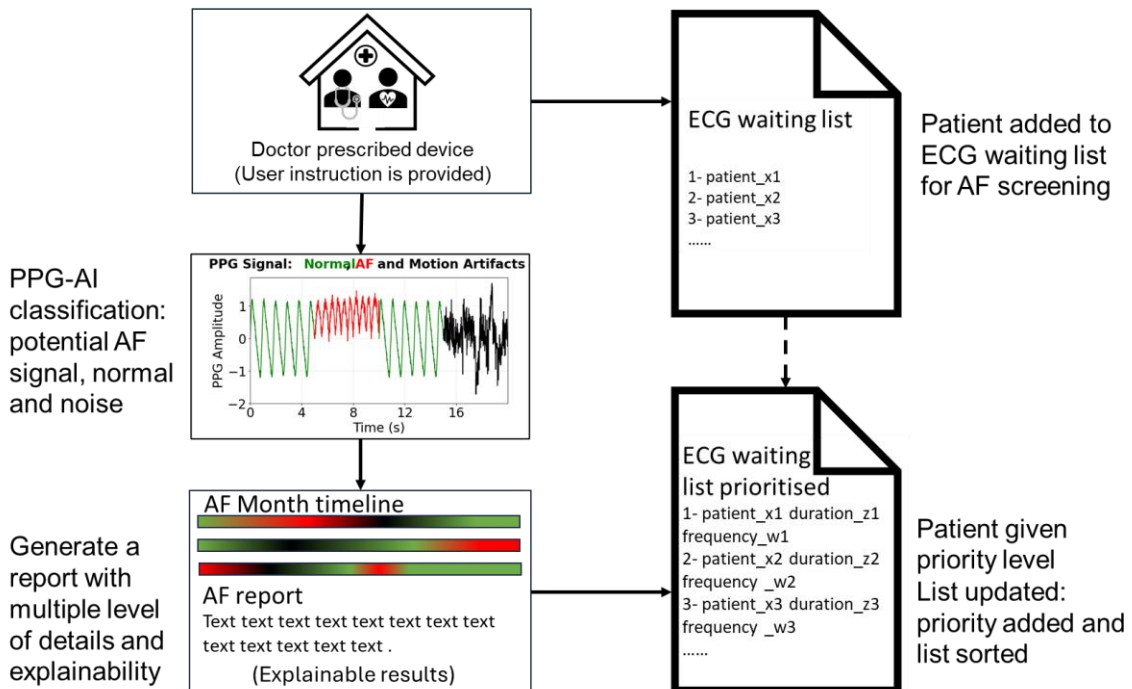 Doctor prescribed device
(User instruction is provided)
ECG waiting list
1- patient_x1
2- patient_x2
3- patient_x3
......
Patient added to
ECG waiting list
for AF screening
PPG-AI
classification:
potential AF
signal, normal
and noise
PPG Signal: Normal,AF and Motion Artifacts
PPG Amplitude
1
0
−1
−2
0 4 8 12 16
Time (s)
Generate a
report with
multiple level
of details and
explainability
AF Month timeline
AF report
Text text text text text text text text
text text text text text .
(Explainable results)
ECG waiting
list prioritised
1- patient_x1 duration_z1
frequency_w1
2- patient_x2 duration_z2
frequency _w2
3- patient_x3 duration_z3
frequency _w3
......
Patient given
priority level
List updated:
priority added and
list sorted